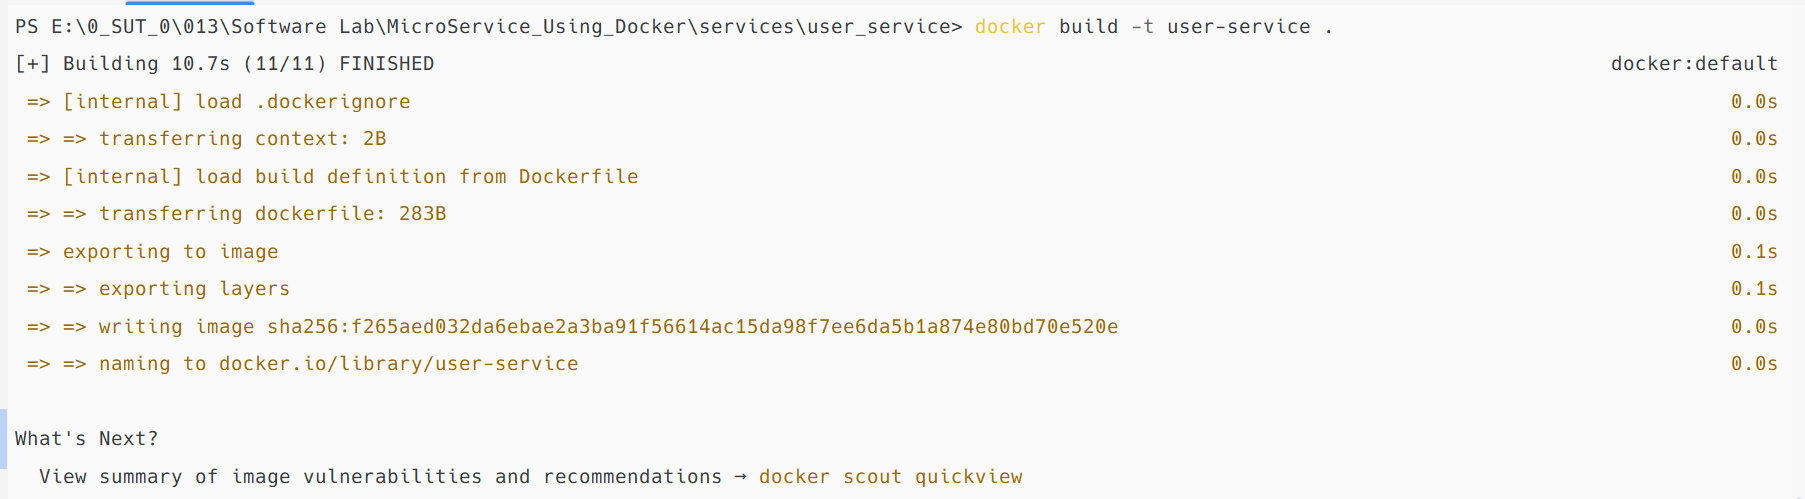 PS E:\0_SUT_0\013\Software Lab\MicroService_Using_Docker\services\user_service> docker build -t user-service .
[+] Building 10.7s (11/11) FINISHED docker:default
=> [internal] load .dockerignore 0.0s
=> => transferring context: 2B 0.0s
=> [internal] load build definition from Dockerfile 0.0s
=> => transferring dockerfile: 283B 0.0s
=> exporting to image 0.1s
=> => exporting layers 0.1s
=> => writing image sha256:f265aed032da6ebae2a3ba91f56614ac15da98f7ee6da5b1a874e80bd70e520e 0.0s
=> => naming to docker.io/library/user-service 0.0s
What's Next?
View summary of image vulnerabilities and recommendations → docker scout quickview